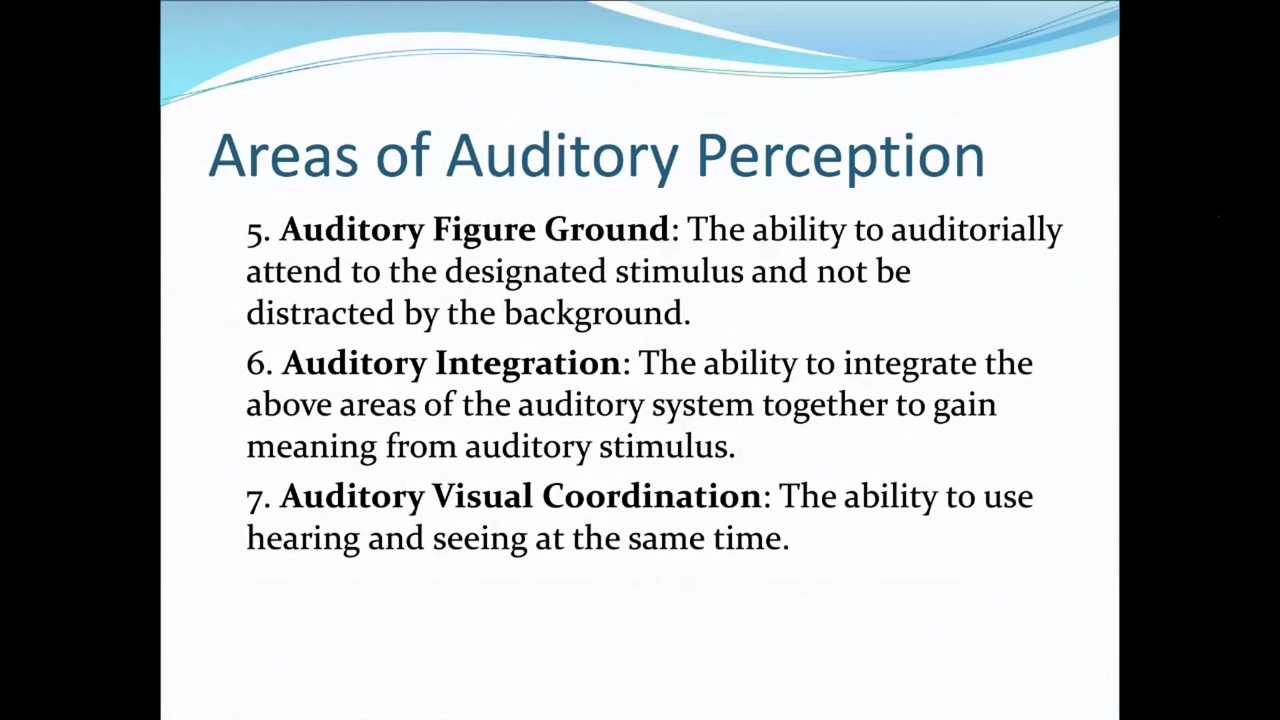 Areas of Auditory Perception
5. Auditory Figure Ground: The ability to auditorially
attend to the designated stimulus and not be
distracted by the background.
6. Auditory Integration: The ability to integrate the
above areas of the auditory system together to gain
meaning from auditory stimulus.
7. Auditory Visual Coordination: The ability to use
hearing and seeing at the same time.